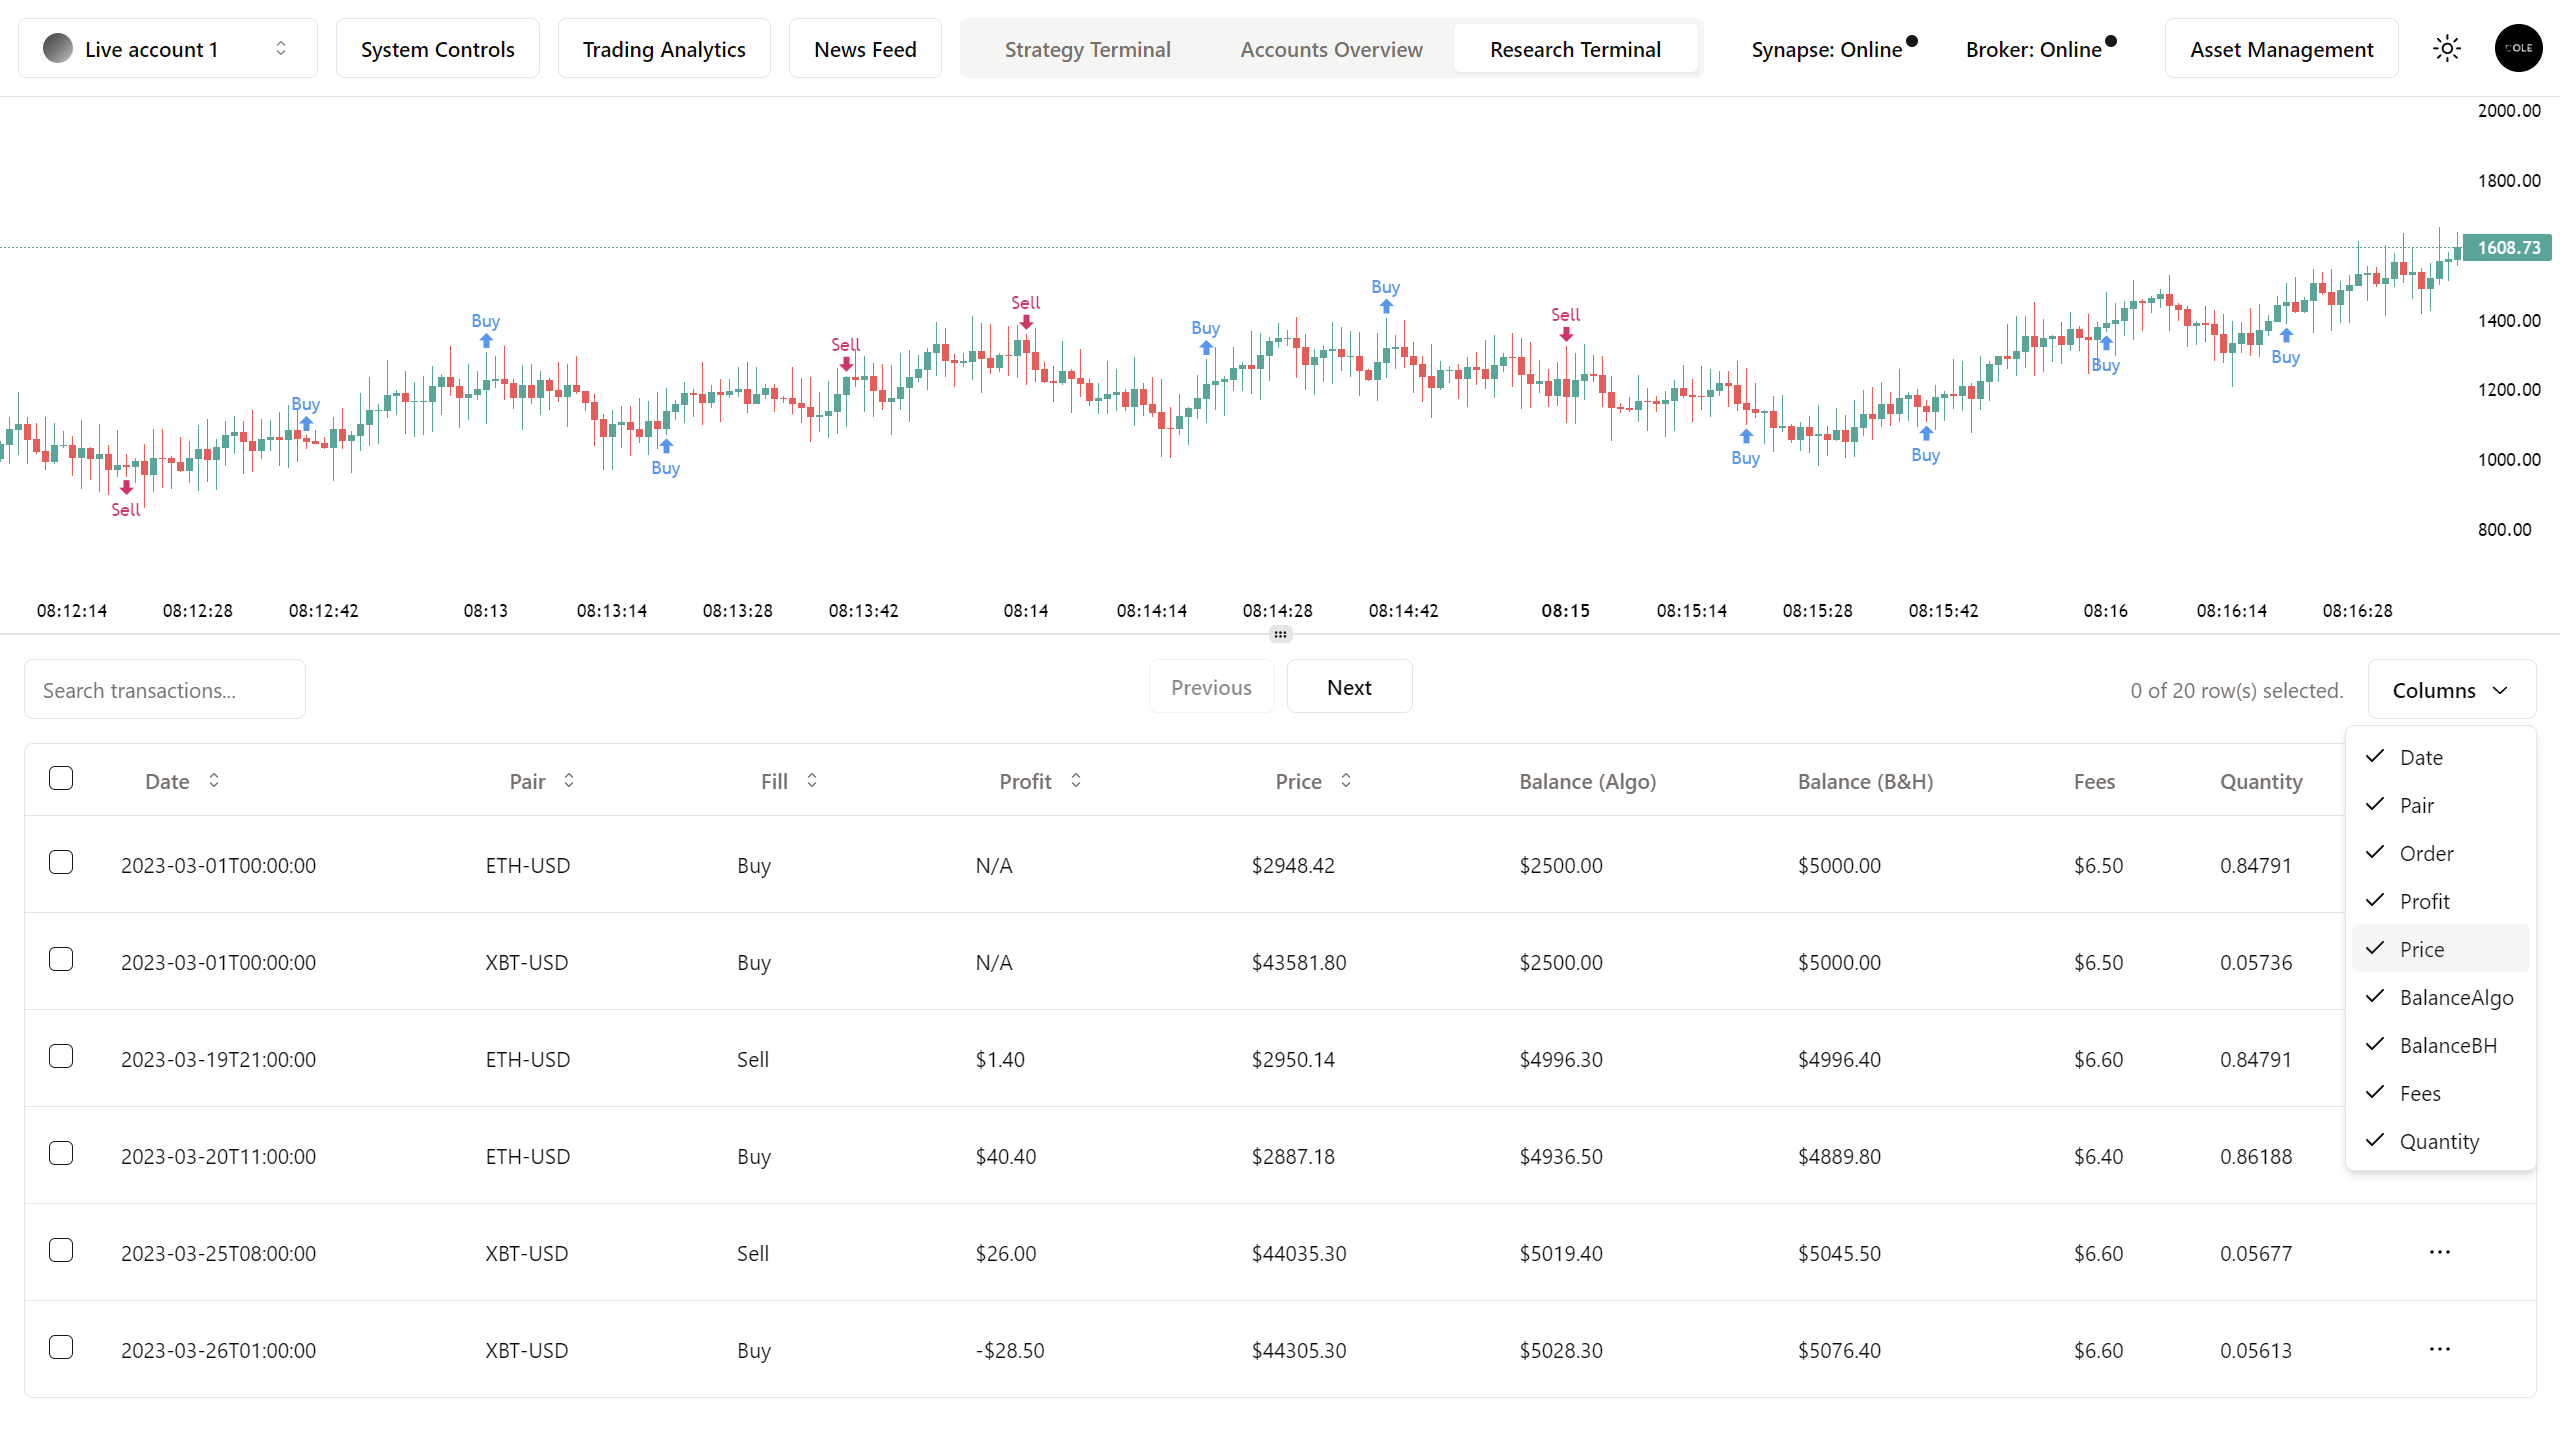 Live account 1
System Controls
Trading Analytics
News Feed
Strategy Terminal
Accounts Overview
Research Terminal
Synapse: Online
Broker: Online
Asset Management
COLE
2000.00
1800.00
1608.73
1400.00
1200.00
1000.00
800.00
Sell
Buy
Buy
Buy
Sell
Sell
Buy
Buy
Sell
Buy
Buy
Buy
Buy
08:12:14 08:12:28 08:12:42 08:13 08:13:14 08:13:28 08:13:42 08:14 08:14:14 08:14:28 08:14:42 08:15 08:15:14 08:15:28 08:15:42 08:16 08:16:14 08:16:28
Search transactions...
Previous
Next
0 of 20 row(s) selected.
Columns
Date Pair Fill Profit Price Balance (Algo) Balance (B&H) Fees Quantity
2023-03-01T00:00:00 ETH-USD Buy N/A $2948.42 $2500.00 $5000.00 $6.50 0.84791
2023-03-01T00:00:00 XBT-USD Buy N/A $43581.80 $2500.00 $5000.00 $6.50 0.05736
2023-03-19T21:00:00 ETH-USD Sell $1.40 $2950.14 $4996.30 $4996.40 $6.60 0.84791
2023-03-20T11:00:00 ETH-USD Buy $40.40 $2887.18 $4936.50 $4889.80 $6.40 0.86188
2023-03-25T08:00:00 XBT-USD Sell $26.00 $44035.30 $5019.40 $5045.50 $6.60 0.05677
2023-03-26T01:00:00 XBT-USD Buy -$28.50 $44305.30 $5028.30 $5076.40 $6.60 0.05613
Date
Pair
Order
Profit
Price
BalanceAlgo
BalanceBH
Fees
Quantity